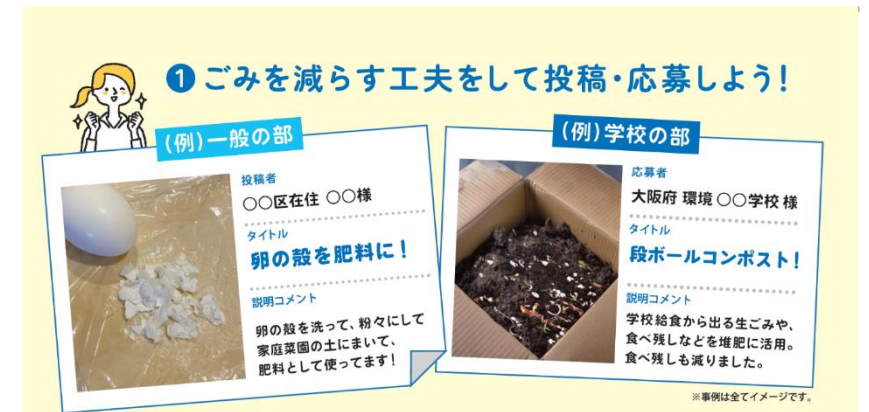 ❶ごみを減らす工夫をして投稿・応募しよう!
(例)一般の部
投稿者
○○区在住 ○○様
タイトル
卵の殻を肥料に!
説明コメント
卵の殻を洗って、粉々にして
家庭菜園の土にまいて、
肥料として使ってます!
(例)学校の部
応募者
大阪府 環境○○学校 様
タイトル
段ボールコンポスト!
説明コメント
学校給食から出る生ごみや、
食べ残しなどを堆肥に活用。
食べ残しも減りました。
※事例は全てイメージです。